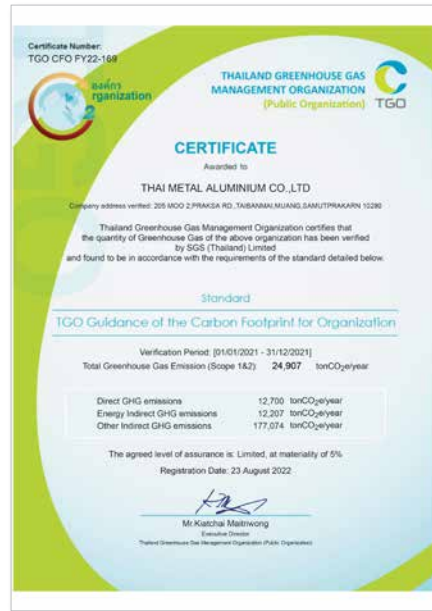 Certificate Number:
TGO CFO FY22-169
องค์กร
rganization
2
THAILAND GREENHOUSE GAS
MANAGEMENT ORGANIZATION
(Public Organization)
TGO
CERTIFICATE
Awarded to
THAI METAL ALUMINIUM CO.,LTD
Company address verified: 205 MOO 2,PRAKSA RD.,TAIBANMAI,MUANG,SAMUTPRAKARN 10280
Thailand Greenhouse Gas Management Organization certifies that
the quantity of Greenhouse Gas of the above organization has been verified
by SGS (Thailand) Limited
and found to be in accordance with the requirements of the standard detailed below.
Standard
TGO Guidance of the Carbon Footprint for Organization
Verification Period: [01/01/2021 - 31/12/2021]
Total Greenhouse Gas Emission (Scope 1&2): 24,907 tonCO₂e/year
Direct GHG emissions 12,700 tonCO₂e/year
Energy Indirect GHG emissions 12,207 tonCO₂e/year
Other Indirect GHG emissions 177,074 tonCO₂e/year
The agreed level of assurance is: Limited, at materiality of 5%
Registration Date: 23 August 2022
Mr.Kiatchai Maitriwong
Executive Director
Thailand Greenhouse Gas Management Organization (Public Organization)